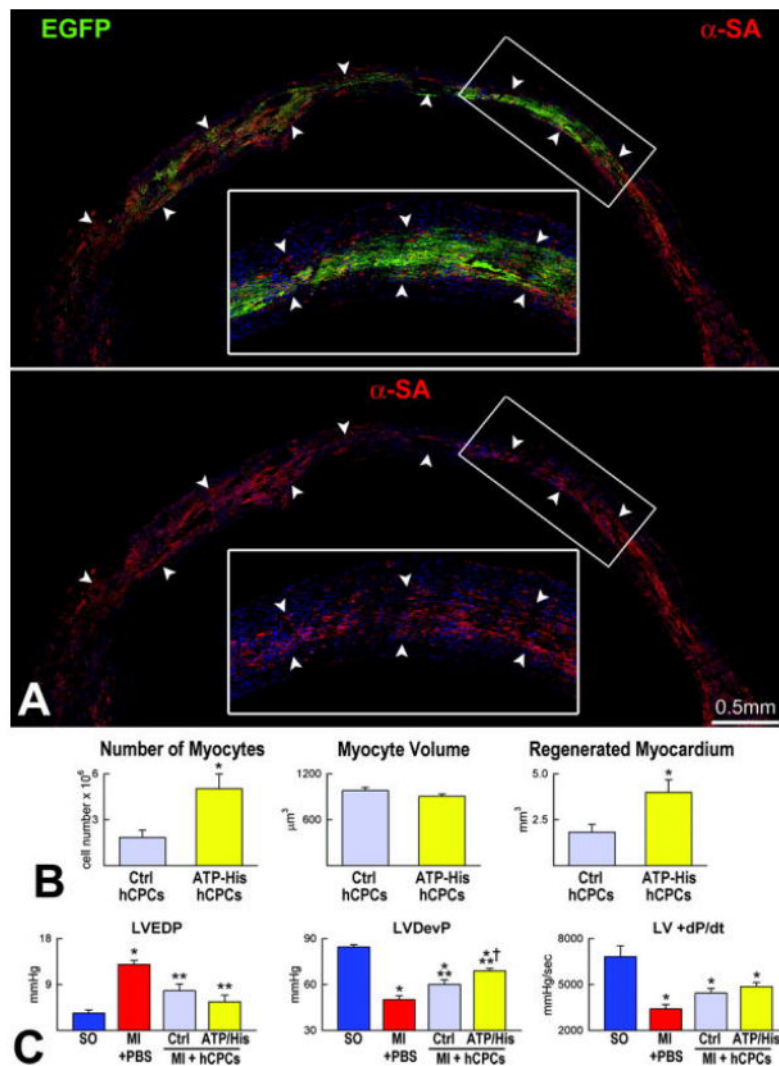 EGFP α-SA
α-SA
A
0.5mm
Number of Myocytes
cell number x 10⁶
6
3
*
Ctrl hCPCs
ATP-His hCPCs
Myocyte Volume
μm³
1200
600
Ctrl hCPCs
ATP-His hCPCs
Regenerated Myocardium
mm³
5.0
2.5
*
Ctrl hCPCs
ATP-His hCPCs
B
LVEDP
mmHg
18
9
*
**
**
SO
MI +PBS
Ctrl ATP/His
MI + hCPCs
LVDevP
mmHg
90
60
30
*
*
**
*
**†
SO
MI +PBS
Ctrl ATP/His
MI + hCPCs
LV +dP/dt
mmHg/sec
8000
5000
2000
*
*
*
SO
MI +PBS
Ctrl ATP/His
MI + hCPCs
C